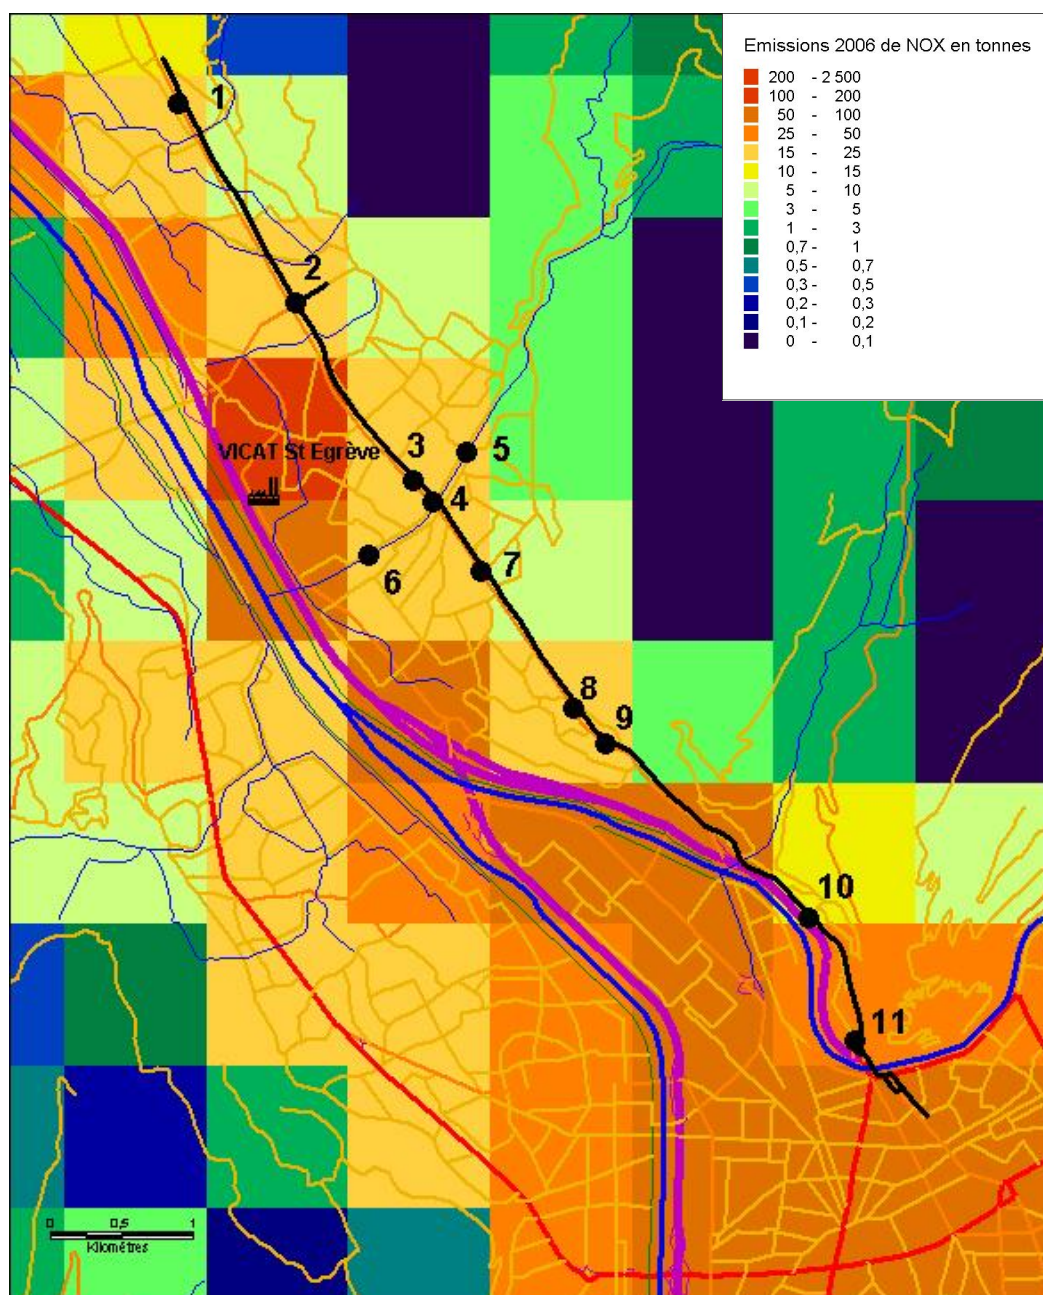 Emissions 2006 de NOX en tonnes
200 - 2 500
100 - 200
50 - 100
25 - 50
15 - 25
10 - 15
5 - 10
3 - 5
1 - 3
0,7 - 1
0,5 - 0,7
0,3 - 0,5
0,2 - 0,3
0,1 - 0,2
0 - 0,1
1
2
VICAT St Egrève
3
5
4
6
7
8
9
10
11
0 0,5 1
Kilomètres